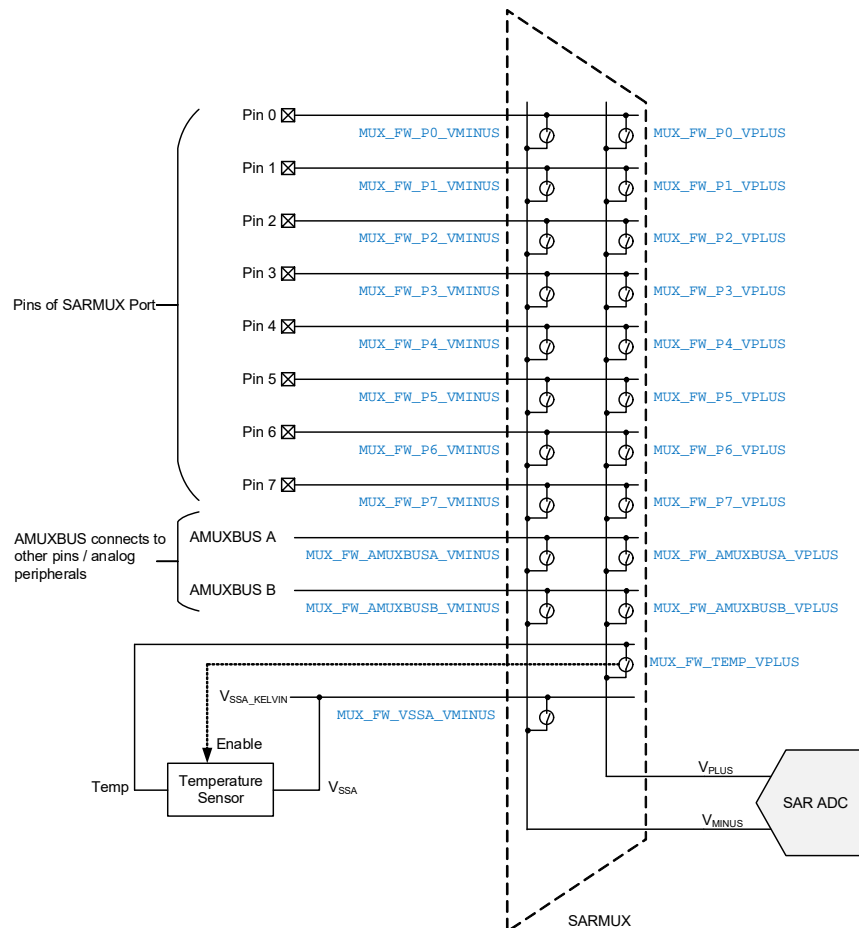 Pin 0
MUX_FW_P0_VMINUS
MUX_FW_P0_VPLUS
Pin 1
MUX_FW_P1_VMINUS
MUX_FW_P1_VPLUS
Pin 2
MUX_FW_P2_VMINUS
MUX_FW_P2_VPLUS
Pin 3
MUX_FW_P3_VMINUS
MUX_FW_P3_VPLUS
Pins of SARMUX Port
Pin 4
MUX_FW_P4_VMINUS
MUX_FW_P4_VPLUS
Pin 5
MUX_FW_P5_VMINUS
MUX_FW_P5_VPLUS
Pin 6
MUX_FW_P6_VMINUS
MUX_FW_P6_VPLUS
Pin 7
MUX_FW_P7_VMINUS
MUX_FW_P7_VPLUS
AMUXBUS connects to
other pins / analog
peripherals
AMUXBUS A
MUX_FW_AMUXBUSA_VMINUS
MUX_FW_AMUXBUSA_VPLUS
AMUXBUS B
MUX_FW_AMUXBUSB_VMINUS
MUX_FW_AMUXBUSB_VPLUS
MUX_FW_TEMP_VPLUS
VSSA_KELVIN
MUX_FW_VSSA_VMINUS
Enable
Temp
Temperature
Sensor
VSSA
VPLUS
SAR ADC
VMINUS
SARMUX